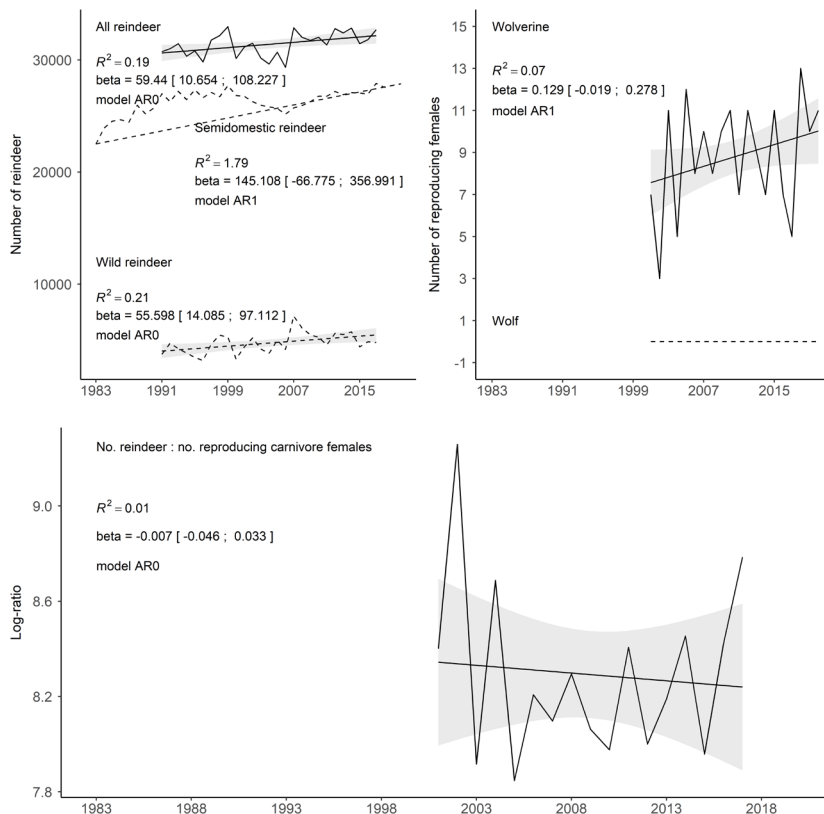 All reindeer
R² = 0.19
beta = 59.44 [ 10.654 ; 108.227 ]
model AR0
Semidomestic reindeer
R² = 1.79
beta = 145.108 [ -66.775 ; 356.991 ]
model AR1
Wild reindeer
R² = 0.21
beta = 55.598 [ 14.085 ; 97.112 ]
model AR0
Number of reindeer
30000
20000
10000
1983 1991 1999 2007 2015
Wolverine
R² = 0.07
beta = 0.129 [ -0.019 ; 0.278 ]
model AR1
Wolf
Number of reproducing females
15
13
11
9
7
5
3
1
-1
1983 1991 1999 2007 2015
No. reindeer : no. reproducing carnivore females
R² = 0.01
beta = -0.007 [ -0.046 ; 0.033 ]
model AR0
Log-ratio
9.0
8.6
8.2
7.8
1983 1988 1993 1998 2003 2008 2013 2018